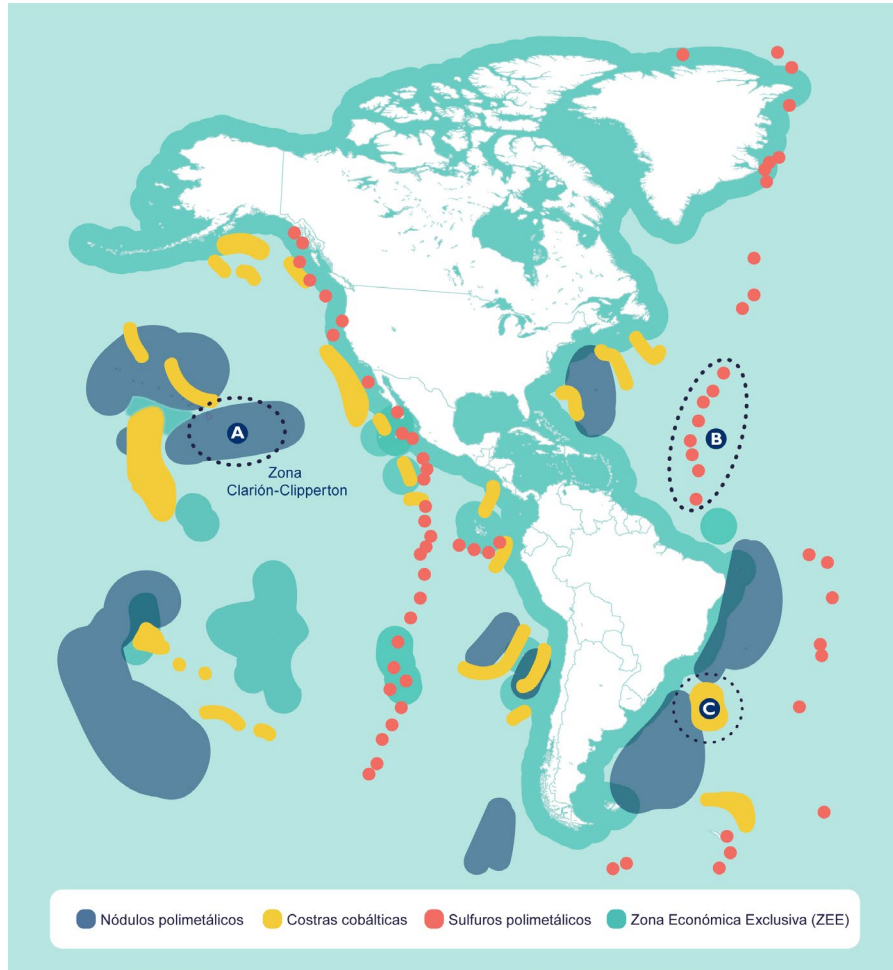 A
Zona
Clarión-Clipperton
B
C
Nódulos polimetálicos
Costras cobálticas
Sulfuros polimetálicos
Zona Económica Exclusiva (ZEE)